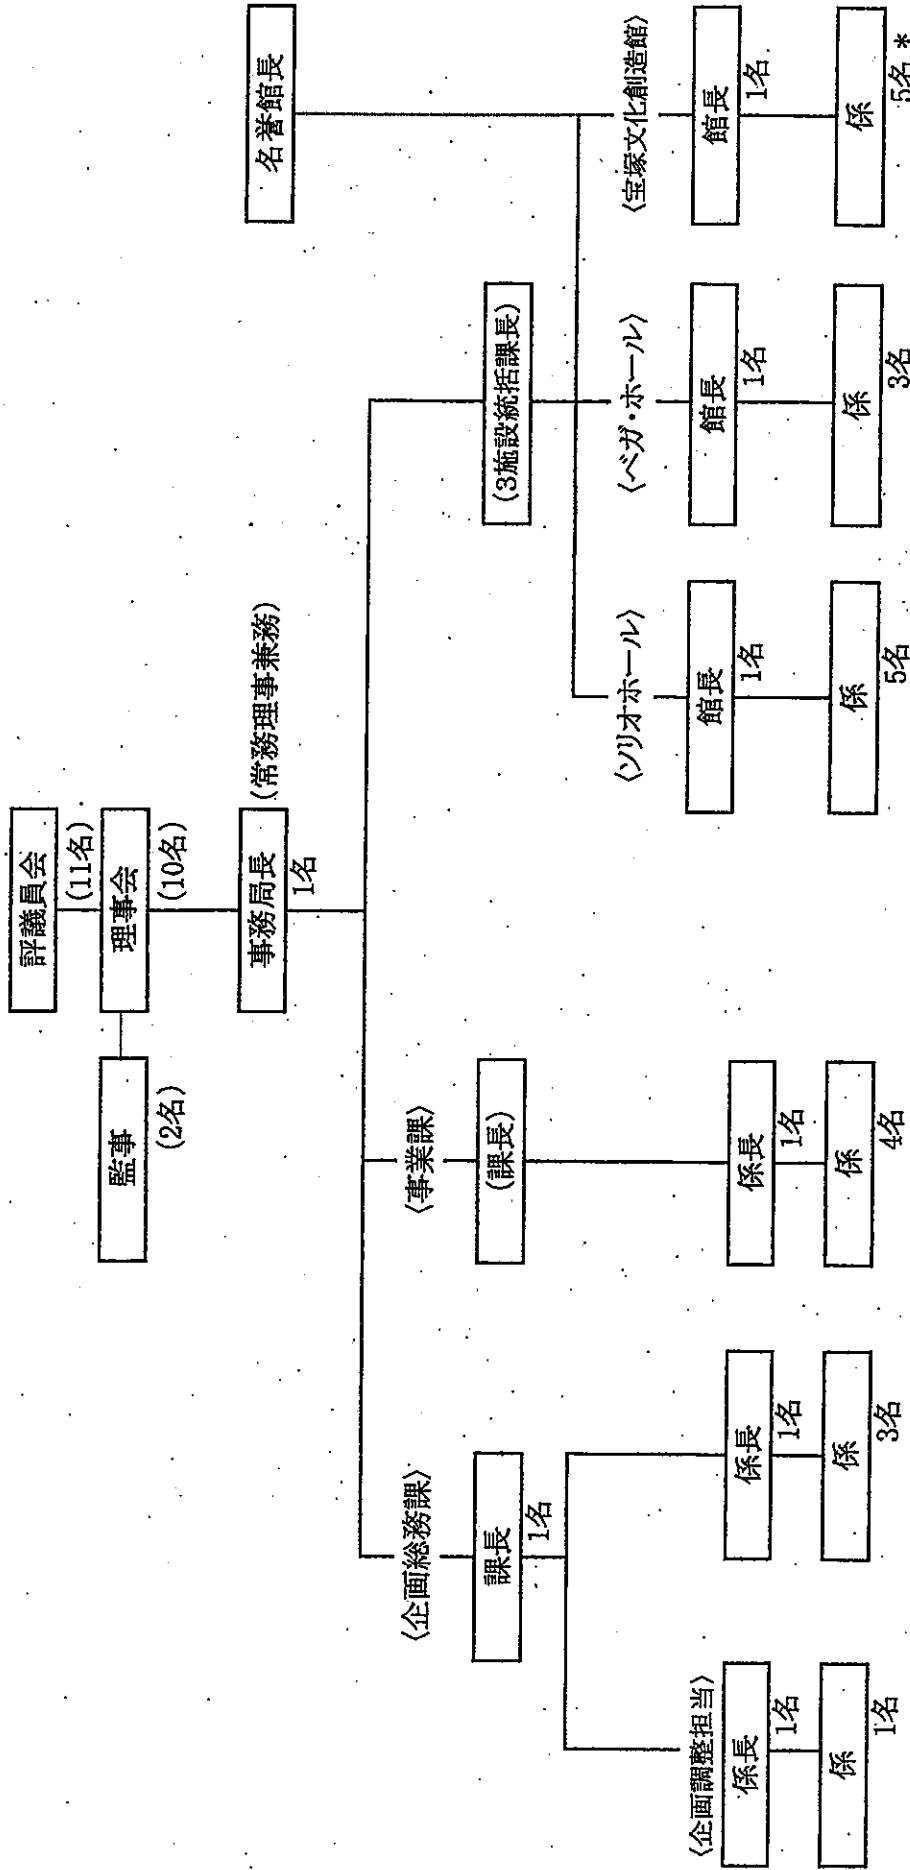 評議員会
(11名)
監事
(2名)
理事会
(10名)
事務局長
(常務理事兼務)
1名
名誉館長
〈企画総務課〉
課長
1名
〈事業課〉
(課長)
(3施設統括課長)
〈企画調整担当〉
係長
1名
係
1名
係長
1名
係
3名
係長
1名
係
4名
〈ソリオホール〉
館長
1名
係
5名
〈ベガ・ホール〉
館長
1名
係
3名
〈宝塚文化創造館〉
館長
1名
係
5名*